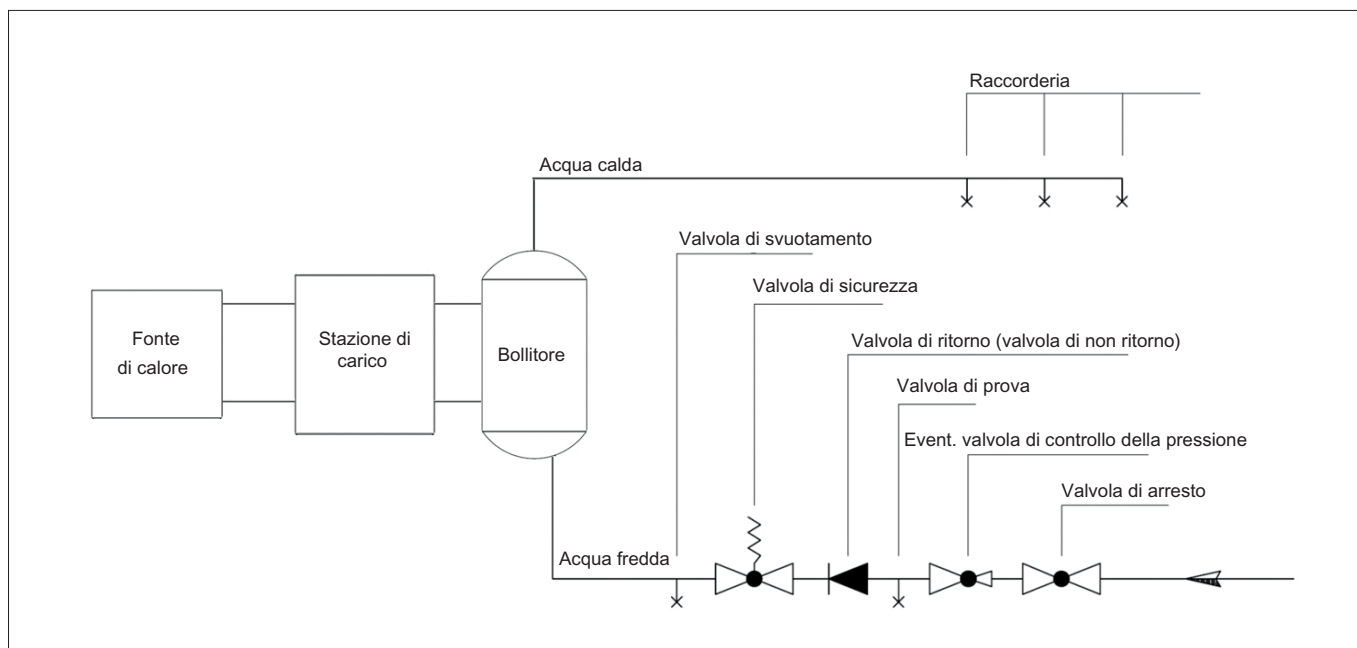 Raccorderia
Acqua calda
Valvola di svuotamento
Valvola di sicurezza
Fonte
di calore
Stazione di
carico
Bollitore
Valvola di ritorno (valvola di non ritorno)
Valvola di prova
Event. valvola di controllo della pressione
Valvola di arresto
Acqua fredda